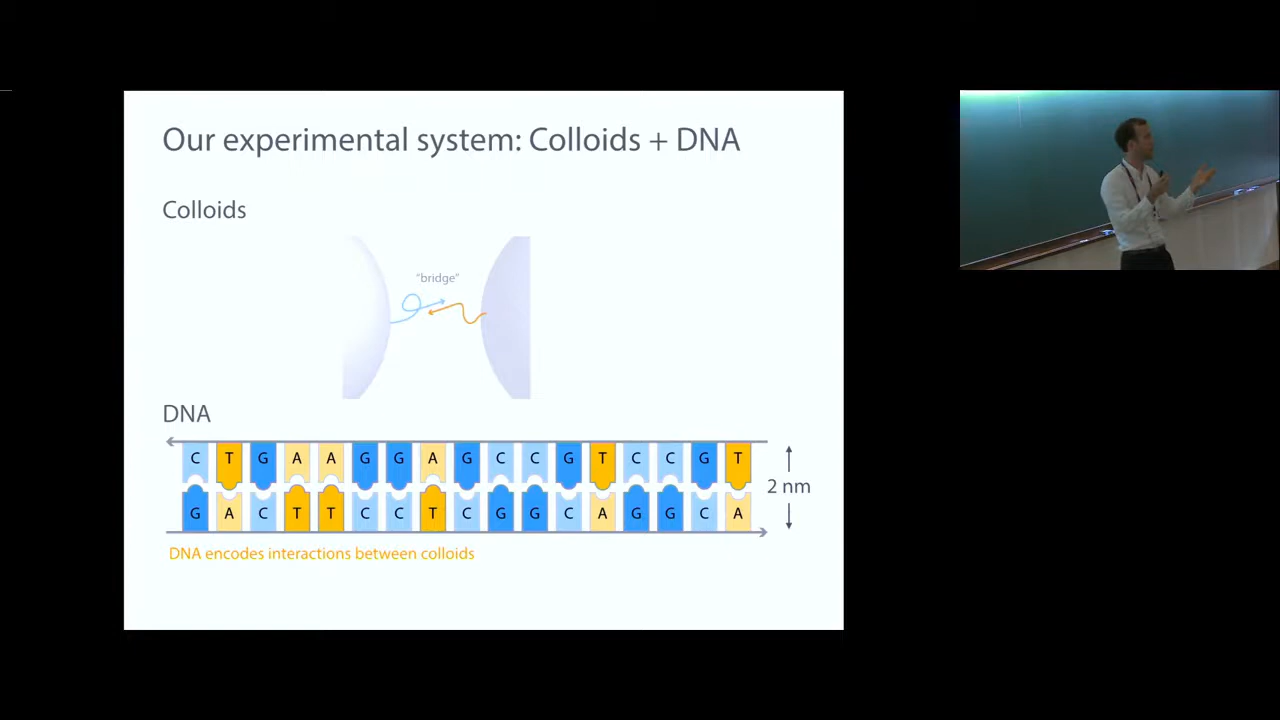 Our experimental system: Colloids + DNA
Colloids
"bridge"
DNA
C T G A A G G A G C C G T C C G T
2 nm
G A C T T C C T C G G C A G G C A
DNA encodes interactions between colloids